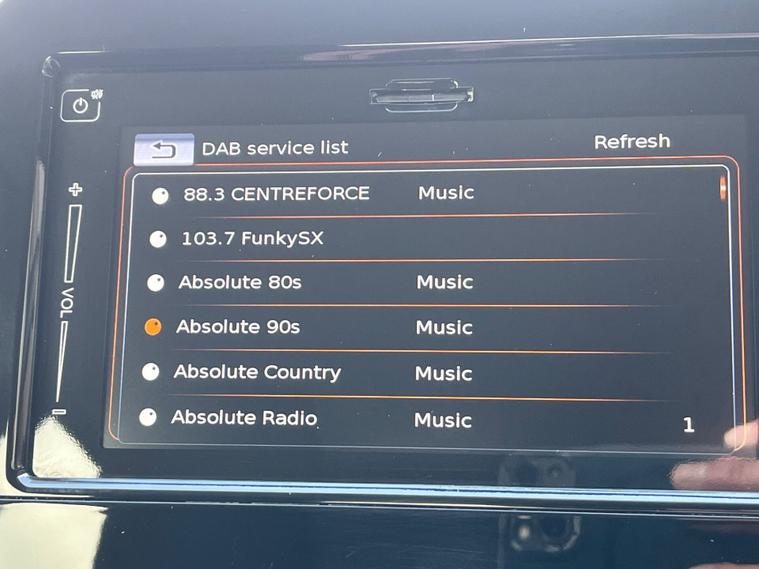 DAB service list Refresh
88.3 CENTREFORCE Music
103.7 FunkySX
Absolute 80s Music
Absolute 90s Music
Absolute Country Music
Absolute Radio Music 1
+
VOL
-